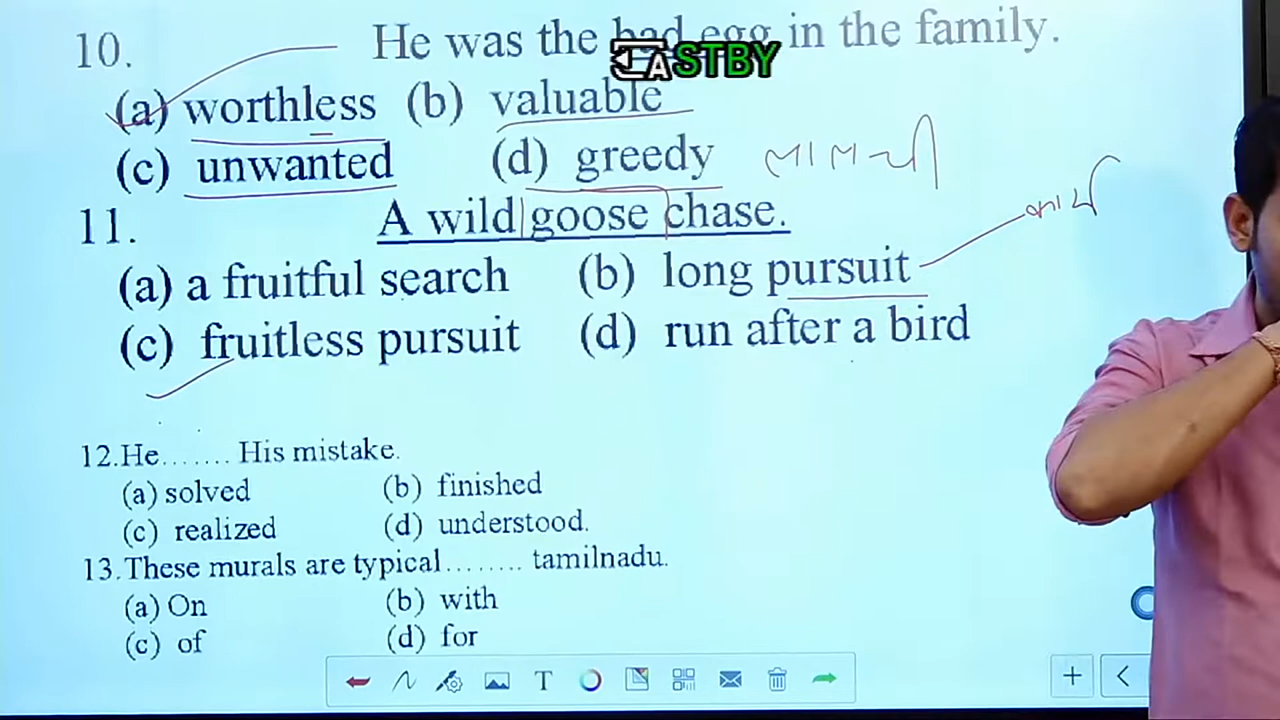 10. He was the bad egg in the family.
(a) worthless (b) valuable
(c) unwanted (d) greedy
11. A wild goose chase.
(a) a fruitful search (b) long pursuit
(c) fruitless pursuit (d) run after a bird
12.He....... His mistake.
(a) solved (b) finished
(c) realized (d) understood.
13.These murals are typical........ tamilnadu.
(a) On (b) with
(c) of (d) for
T